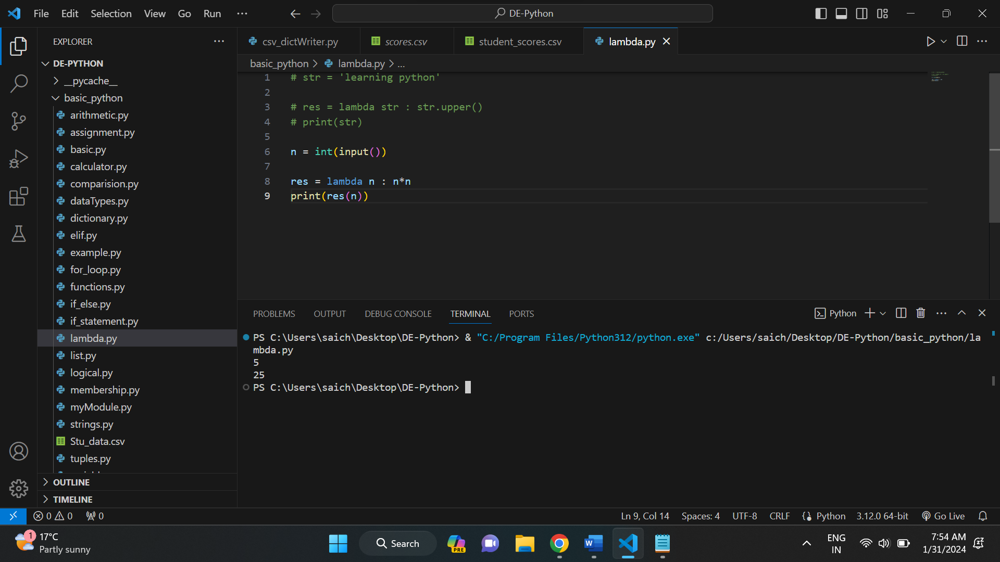 File Edit Selection View Go Run ···
DE-Python
EXPLORER ···
DE-PYTHON
__pycache__
basic_python
arithmetic.py
assignment.py
basic.py
calculator.py
comparision.py
dataTypes.py
dictionary.py
elif.py
example.py
for_loop.py
functions.py
if_else.py
if_statement.py
lambda.py
list.py
logical.py
membership.py
myModule.py
strings.py
Stu_data.csv
tuples.py
OUTLINE
TIMELINE
csv_dictWriter.py scores.csv student_scores.csv lambda.py
basic_python > lambda.py > ...
1 # str = 'learning python'
2
3 # res = lambda str : str.upper()
4 # print(str)
5
6 n = int(input())
7
8 res = lambda n : n*n
9 print(res(n))
PROBLEMS OUTPUT DEBUG CONSOLE TERMINAL PORTS Python
PS C:\Users\saich\Desktop\DE-Python> & "C:/Program Files/Python312/python.exe" c:/Users/saich/Desktop/DE-Python/basic_python/la
mbda.py
5
25
PS C:\Users\saich\Desktop\DE-Python>
0 0 0 Ln 9, Col 14 Spaces: 4 UTF-8 CRLF Python 3.12.0 64-bit Go Live
1 17°C
Partly sunny
Search
PRE
W
ENG
IN
7:54 AM
1/31/2024